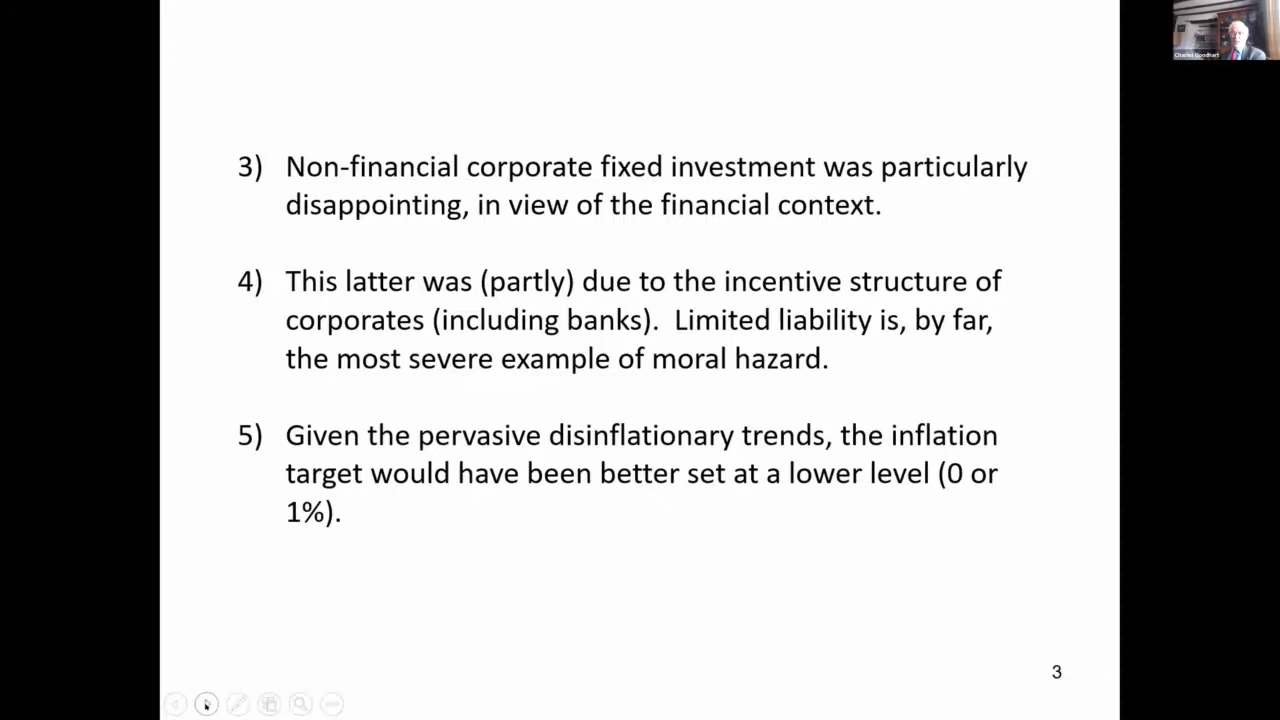 Charles Goodhart
3) Non-financial corporate fixed investment was particularly
disappointing, in view of the financial context.
4) This latter was (partly) due to the incentive structure of
corporates (including banks).  Limited liability is, by far,
the most severe example of moral hazard.
5) Given the pervasive disinflationary trends, the inflation
target would have been better set at a lower level (0 or
1%).
3